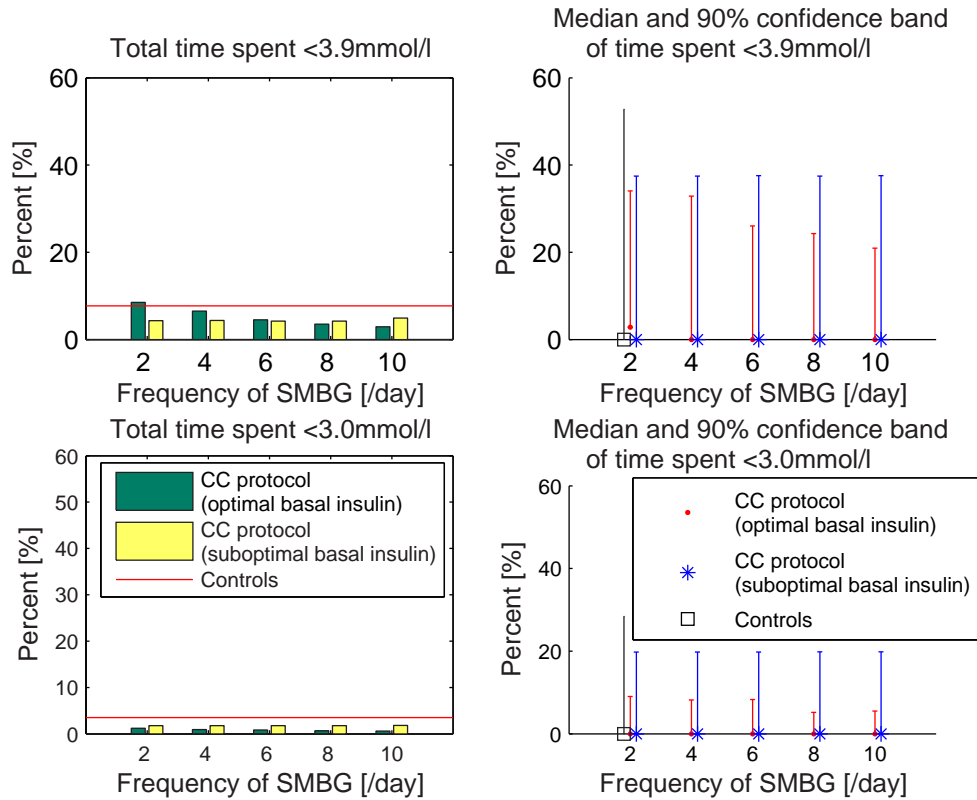 Total time spent <3.9mmol/l
60
40
20
0
Percent [%]
2 4 6 8 10
Frequency of SMBG [/day]
Median and 90% confidence band
of time spent <3.9mmol/l
60
40
20
0
Percent [%]
2 4 6 8 10
Frequency of SMBG [/day]
Total time spent <3.0mmol/l
60
50
40
30
20
10
0
Percent [%]
CC protocol
(optimal basal insulin)
CC protocol
(suboptimal basal insulin)
Controls
2 4 6 8 10
Frequency of SMBG [/day]
Median and 90% confidence band
of time spent <3.0mmol/l
60
40
20
0
Percent [%]
CC protocol
(optimal basal insulin)
CC protocol
(suboptimal basal insulin)
Controls
2 4 6 8 10
Frequency of SMBG [/day]